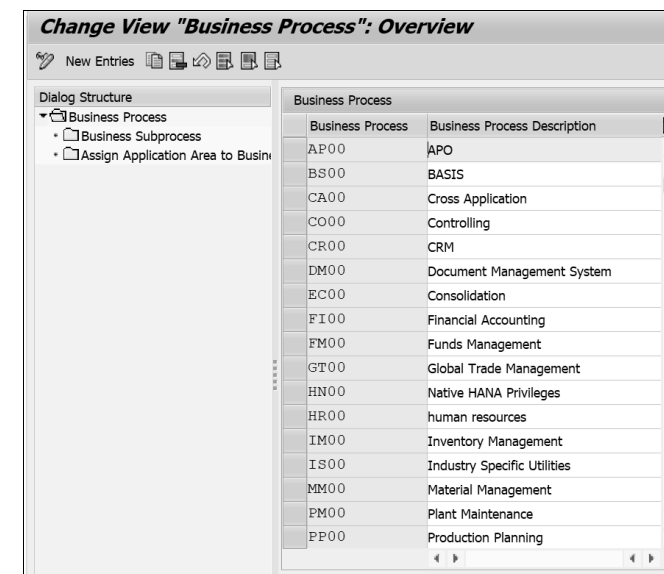 Change View "Business Process": Overview
New Entries
Dialog Structure
Business Process
Business Subprocess
Assign Application Area to Busine
Business Process
Business Process Business Process Description
AP00 APO
BS00 BASIS
CA00 Cross Application
CO00 Controlling
CR00 CRM
DM00 Document Management System
EC00 Consolidation
FI00 Financial Accounting
FM00 Funds Management
GT00 Global Trade Management
HN00 Native HANA Privileges
HR00 human resources
IM00 Inventory Management
IS00 Industry Specific Utilities
MM00 Material Management
PM00 Plant Maintenance
PP00 Production Planning